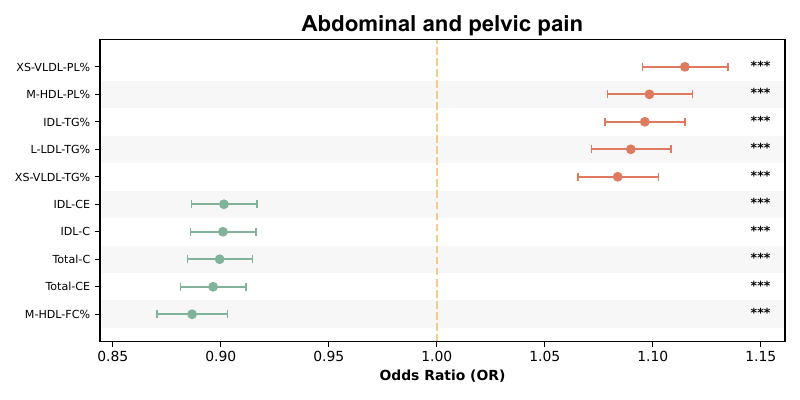 Abdominal and pelvic pain
XS-VLDL-PL% ***
M-HDL-PL% ***
IDL-TG% ***
L-LDL-TG% ***
XS-VLDL-TG% ***
IDL-CE ***
IDL-C ***
Total-C ***
Total-CE ***
M-HDL-FC% ***
0.85 0.90 0.95 1.00 1.05 1.10 1.15
Odds Ratio (OR)